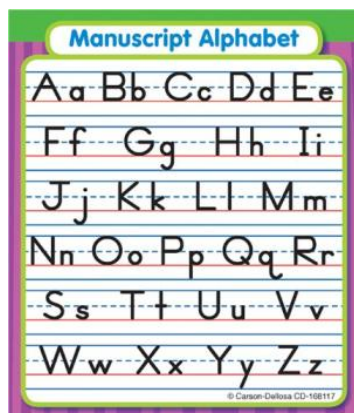 Manuscript Alphabet
Aa Bb Cc Dd Ee
Ff Gg Hh Ii
Jj Kk Ll Mm
Nn Oo Pp Qq Rr
Ss Tt Uu Vv
Ww Xx Yy Zz
© Carson-Dellosa CD-168117